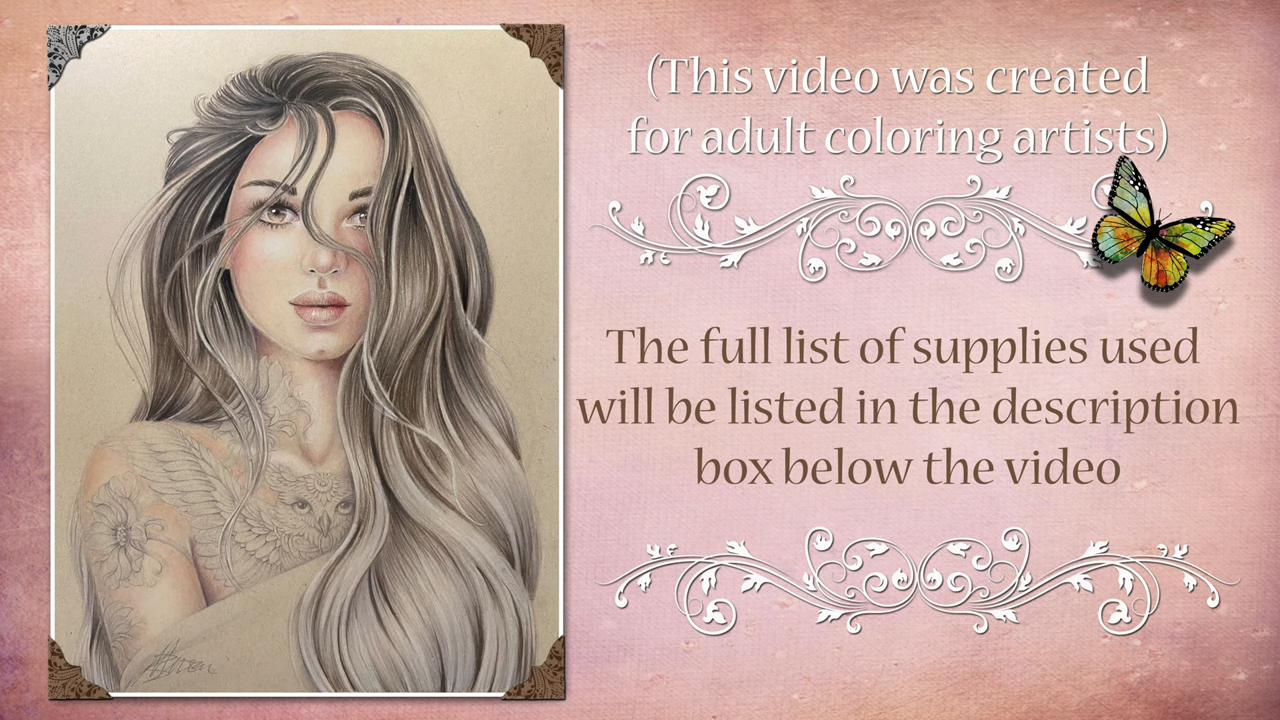 (This video was created
for adult coloring artists)
The full list of supplies used
will be listed in the description
box below the video